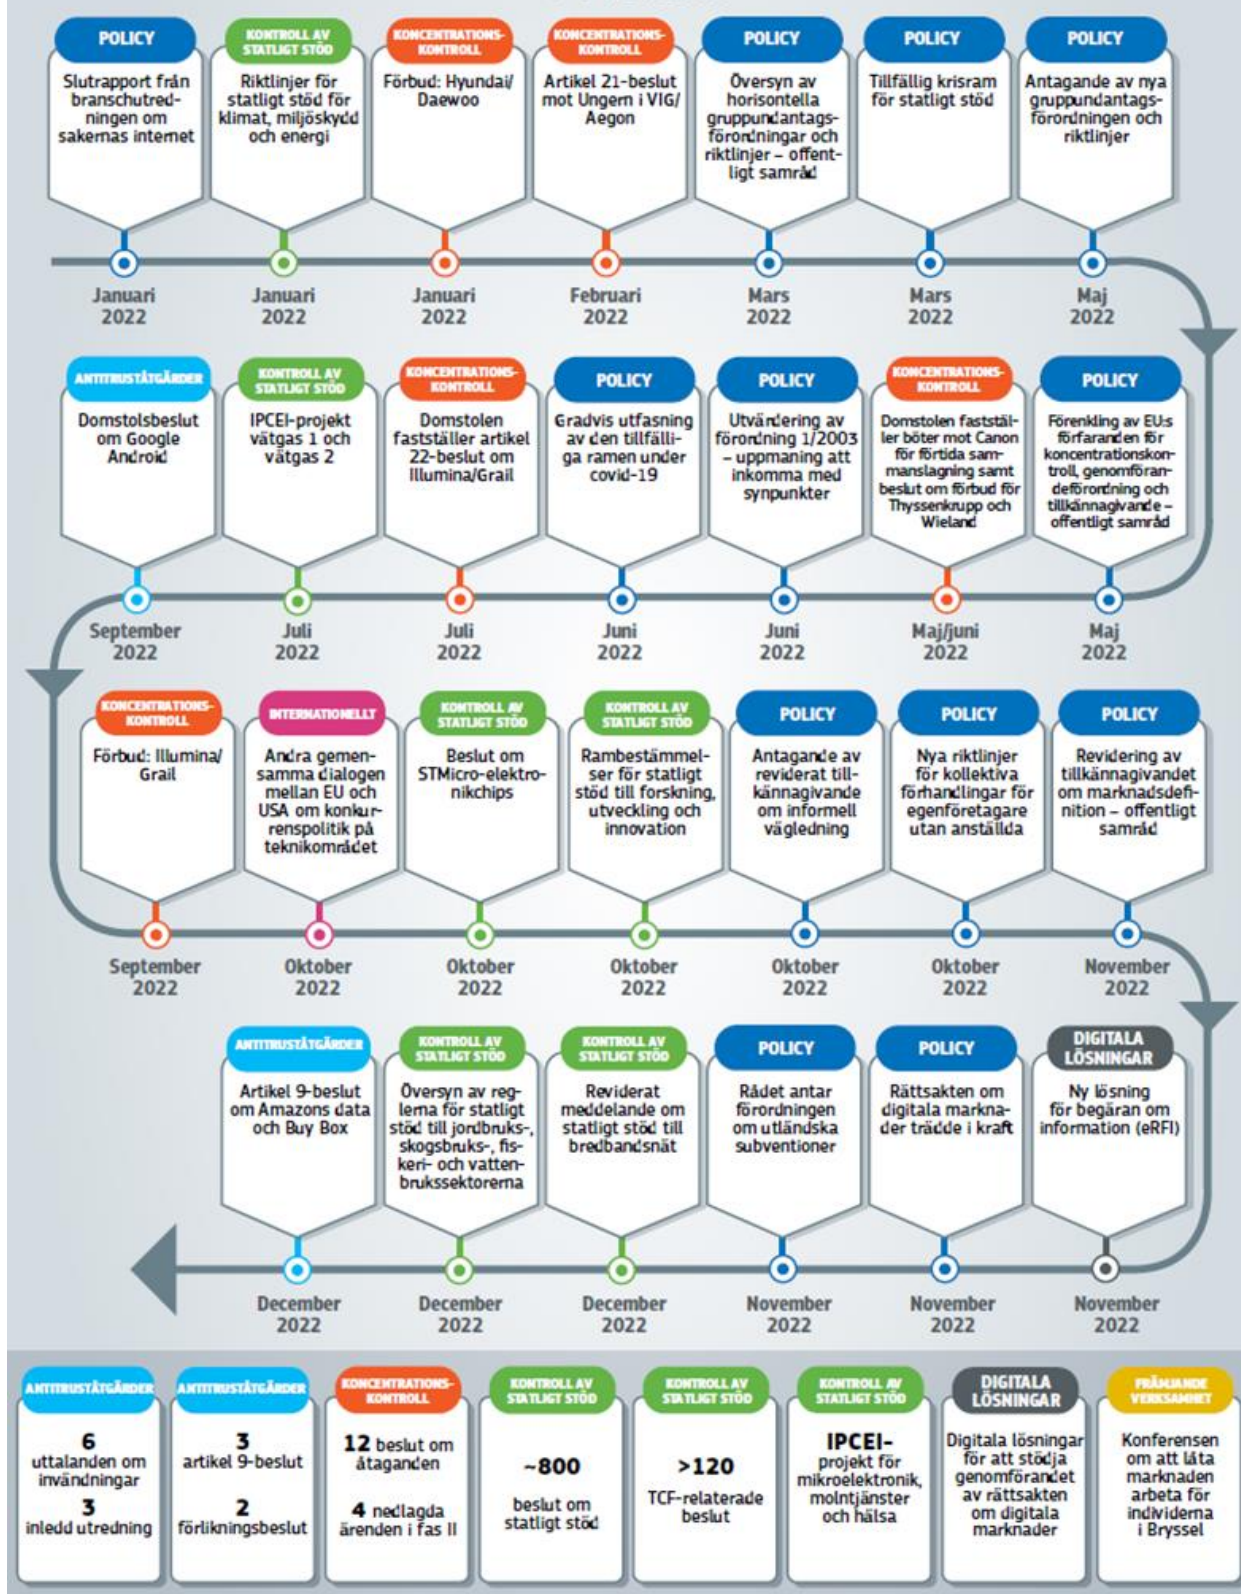 POLICY
Slutrapport från
branschutred-
ningen om
sakernas internet
Januari
2022
KONTROLL AV
STATLIGT STÖD
Riktlinjer för
statligt stöd för
klimat, miljöskydd
och energi
Januari
2022
KONCENTRATIONS-
KONTROLL
Förbud: Hyundai/
Daewoo
Januari
2022
KONCENTRATIONS-
KONTROLL
Artikel 21-beslut
mot Ungern i VIG/
Aegon
Februari
2022
POLICY
Översyn av
horisontella
gruppundantags-
förordningar och
riktlinjer – offent-
ligt samråd
Mars
2022
POLICY
Tillfällig krisram
för statligt stöd
Mars
2022
POLICY
Antagande av nya
gruppundantags-
förordningen och
riktlinjer
Maj
2022
ANTITRUSTÅTGÄRDER
Domstolsbeslut
om Google
Android
September
2022
KONTROLL AV
STATLIGT STÖD
IPCEI-projekt
vätgas 1 och
vätgas 2
Juli
2022
KONCENTRATIONS-
KONTROLL
Domstolen
fastställer artikel
22-beslut om
Illumina/Grail
Juli
2022
POLICY
Gradvis utfasning
av den tillfälli-
ga ramen under
covid-19
Juni
2022
POLICY
Utvärdering av
förordning 1/2003
– uppmaning att
inkomma med
synpunkter
Juni
2022
KONCENTRATIONS-
KONTROLL
Domstolen faststäl-
ler böter mot Canon
för förtida sam-
manslagning samt
beslut om förbud för
Thyssenkrupp och
Wieland
Maj/juni
2022
POLICY
Förenkling av EU:s
förfaranden för
koncentrationskon-
troll, genomföran-
deförordning och
tillkännagivande –
offentligt samråd
Maj
2022
KONCENTRATIONS-
KONTROLL
Förbud: Illumina/
Grail
September
2022
INTERNATIONELLT
Andra gemen-
samma dialogen
mellan EU och
USA om konkur-
renspolitik på
teknikområdet
Oktober
2022
KONTROLL AV
STATLIGT STÖD
Beslut om
STMicro-elektro-
nikchips
Oktober
2022
KONTROLL AV
STATLIGT STÖD
Rambestämmel-
ser för statligt
stöd till forskning,
utveckling och
innovation
Oktober
2022
POLICY
Antagande av
reviderat till-
kännagivande
om informell
vägledning
Oktober
2022
POLICY
Nya riktlinjer
för kollektiva
förhandlingar för
egenföretagare
utan anställda
Oktober
2022
POLICY
Revidering av
tillkännagivandet
om marknadsdefi-
nition – offentligt
samråd
November
2022
ANTITRUSTÅTGÄRDER
Artikel 9-beslut
om Amazons data
och Buy Box
December
2022
KONTROLL AV
STATLIGT STÖD
Översyn av reg-
lerna för statligt
stöd till jordbruks-,
skogsbruks-, fis-
keri- och vatten-
brukssektorerna
December
2022
KONTROLL AV
STATLIGT STÖD
Reviderat
meddelande om
statligt stöd till
bredbandsnät
December
2022
POLICY
Rådet antar
förordningen
om utländska
subventioner
November
2022
POLICY
Rättsakten om
digitala markna-
der trädde i kraft
November
2022
DIGITALA
LÖSNINGAR
Ny lösning
för begäran om
information (eRFI)
November
2022
ANTITRUSTÅTGÄRDER
6
uttalanden om
invändningar
3
inledd utredning
ANTITRUSTÅTGÄRDER
3
artikel 9-beslut
2
förlikningsbeslut
KONCENTRATIONS-
KONTROLL
12 beslut om
åtaganden
4 nedlagda
ärenden i fas II
KONTROLL AV
STATLIGT STÖD
~800
beslut om
statligt stöd
KONTROLL AV
STATLIGT STÖD
>120
TCF-relaterade
beslut
KONTROLL AV
STATLIGT STÖD
IPCEI-
projekt för
mikroelektronik,
molntjänster
och hälsa
DIGITALA
LÖSNINGAR
Digitala lösningar
för att stödja
genomförandet
av rättsakten
om digitala
marknader
FRÄMJANDE
VERKSAMHET
Konferensen
om att låta
marknaden
arbeta för
individerna
i Bryssel